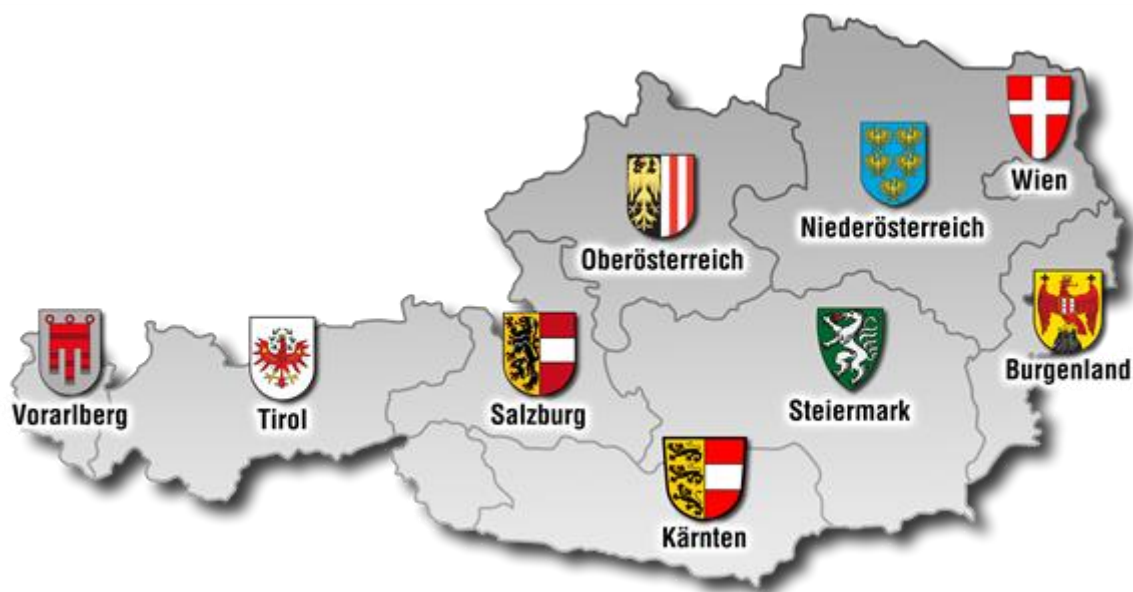 Wien
Niederösterreich
Oberösterreich
Burgenland
Vorarlberg
Tirol
Salzburg
Steiermark
Kärnten